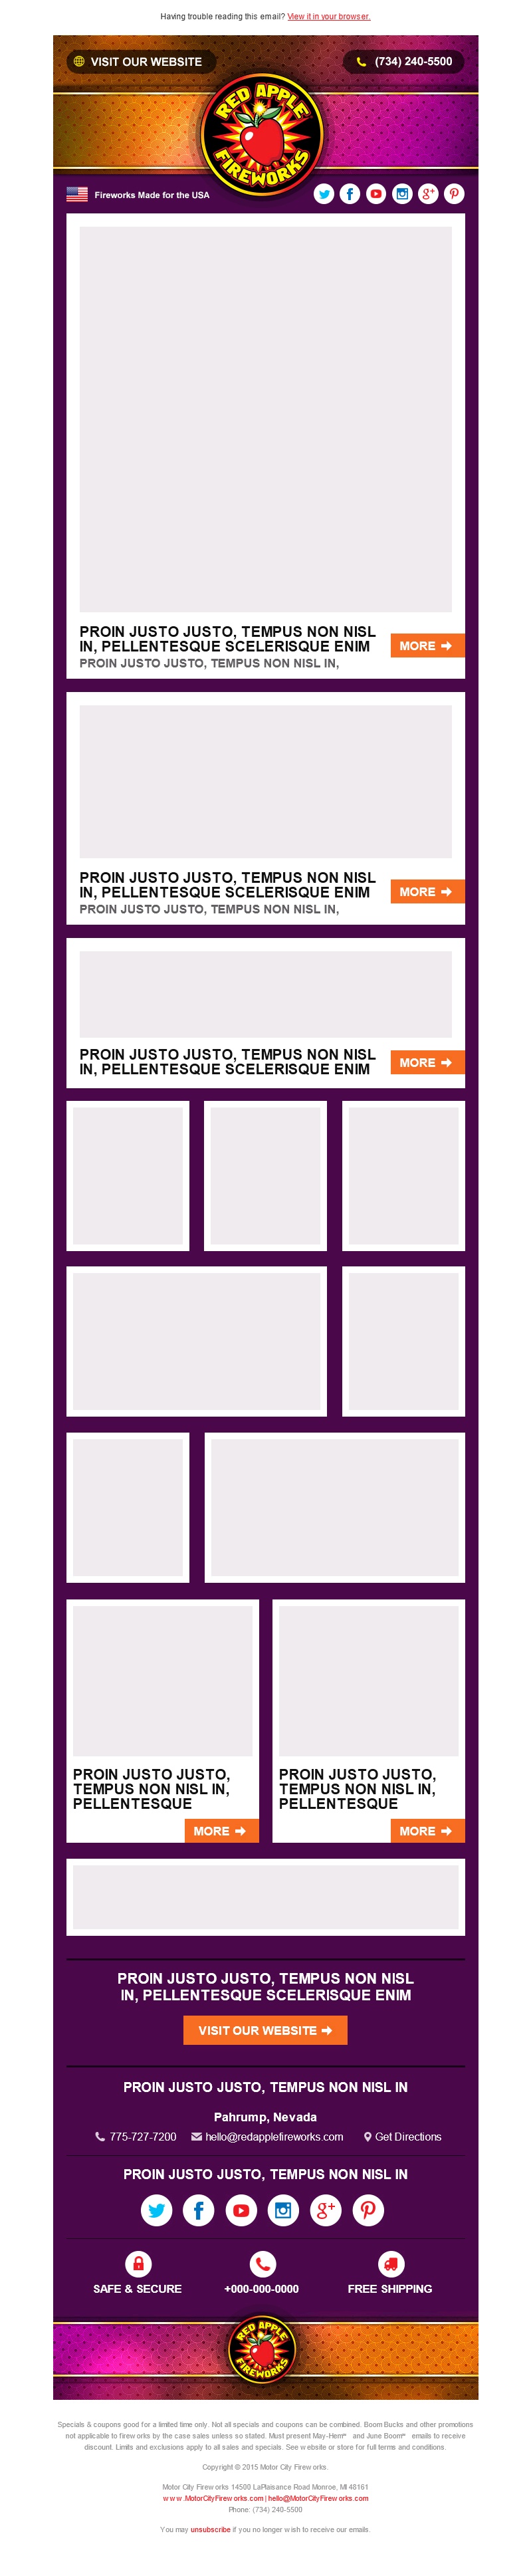 Having trouble reading this email? View it in your browser.
VISIT OUR WEBSITE
(734) 240-5500
RED APPLE
FIREWORKS
Fireworks Made for the USA
PROIN JUSTO JUSTO, TEMPUS NON NISL
IN, PELLENTESQUE SCELERISQUE ENIM
PROIN JUSTO JUSTO, TEMPUS NON NISL IN,
MORE
PROIN JUSTO JUSTO, TEMPUS NON NISL
IN, PELLENTESQUE SCELERISQUE ENIM
PROIN JUSTO JUSTO, TEMPUS NON NISL IN,
MORE
PROIN JUSTO JUSTO, TEMPUS NON NISL
IN, PELLENTESQUE SCELERISQUE ENIM
MORE
PROIN JUSTO JUSTO,
TEMPUS NON NISL IN,
PELLENTESQUE
MORE
PROIN JUSTO JUSTO,
TEMPUS NON NISL IN,
PELLENTESQUE
MORE
PROIN JUSTO JUSTO, TEMPUS NON NISL
IN, PELLENTESQUE SCELERISQUE ENIM
VISIT OUR WEBSITE
PROIN JUSTO JUSTO, TEMPUS NON NISL IN
Pahrump, Nevada
775-727-7200 hello@redapplefireworks.com Get Directions
PROIN JUSTO JUSTO, TEMPUS NON NISL IN
SAFE & SECURE
+000-000-0000
FREE SHIPPING
RED APPLE
FIREWORKS
Specials & coupons good for a limited time only. Not all specials and coupons can be combined. Boom Bucks and other promotions
not applicable to fireworks by the case sales unless so stated. Must present May-Hem℠ and June Boom℠ emails to receive
discount. Limits and exclusions apply to all sales and specials. See website or store for full terms and conditions.
Copyright © 2015 Motor City Fireworks.
Motor City Fireworks 14500 LaPlaisance Road Monroe, MI 48161
www.MotorCityFireworks.com | hello@MotorCityFireworks.com
Phone: (734) 240-5500
You may unsubscribe if you no longer wish to receive our emails.